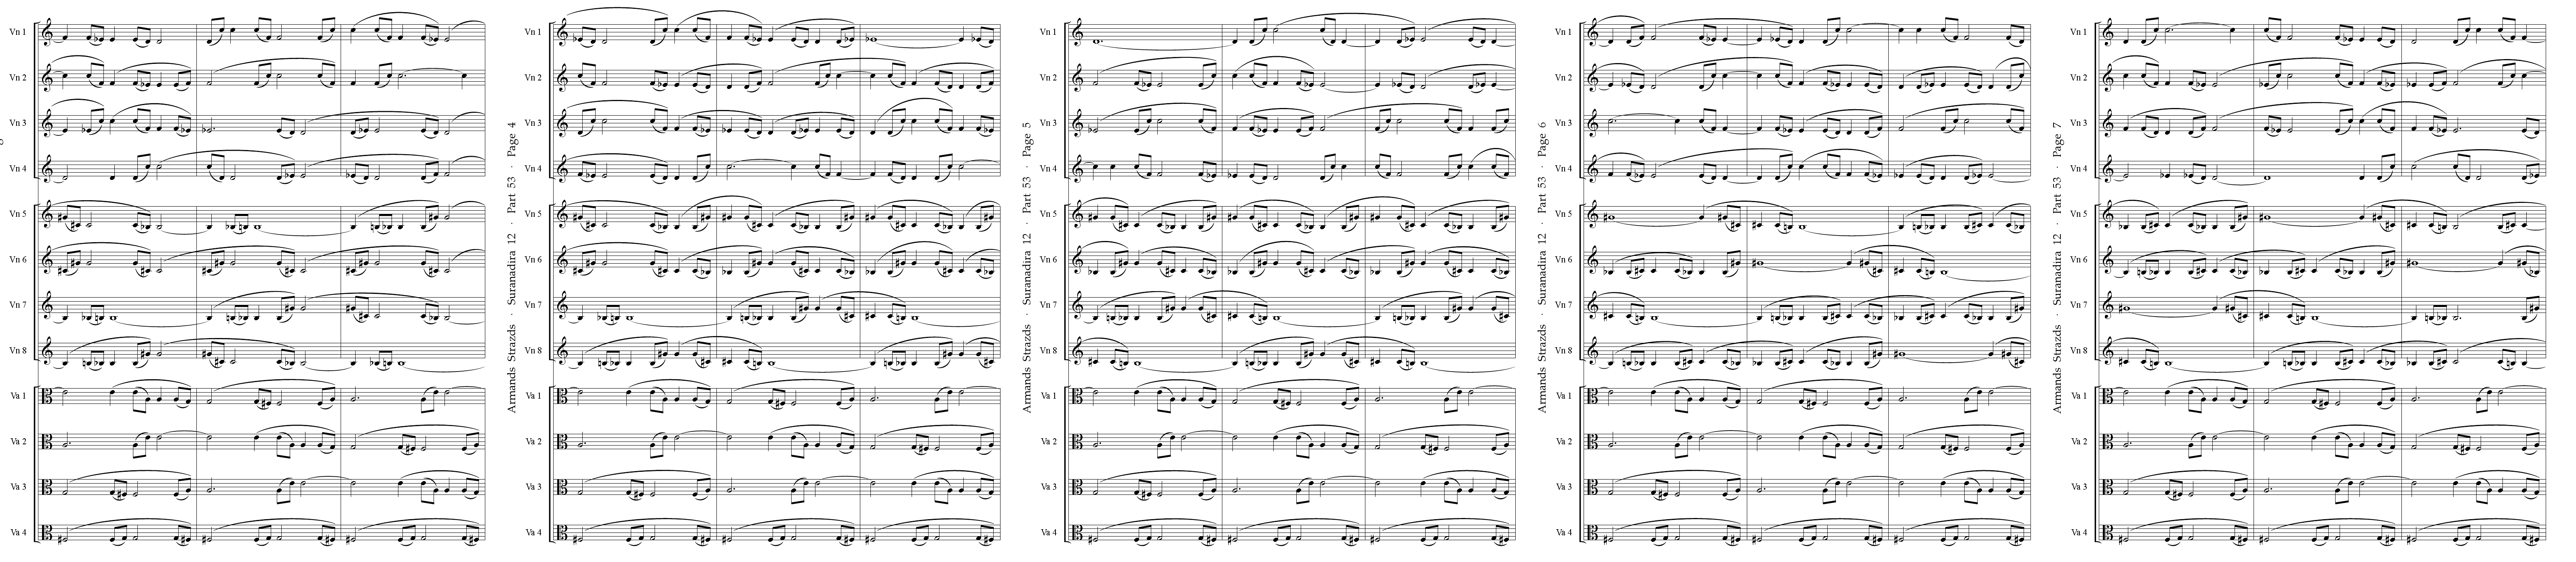 Vn 1
Vn 2
Vn 3
Vn 4
Vn 5
Vn 6
Vn 7
Vn 8
Va 1
Va 2
Va 3
Va 4
Armands Strazds · Suranadira 12 · Part 53 · Page 4
Vn 1
Vn 2
Vn 3
Vn 4
Vn 5
Vn 6
Vn 7
Vn 8
Va 1
Va 2
Va 3
Va 4
Armands Strazds · Suranadira 12 · Part 53 · Page 5
Vn 1
Vn 2
Vn 3
Vn 4
Vn 5
Vn 6
Vn 7
Vn 8
Va 1
Va 2
Va 3
Va 4
Armands Strazds · Suranadira 12 · Part 53 · Page 6
Vn 1
Vn 2
Vn 3
Vn 4
Vn 5
Vn 6
Vn 7
Vn 8
Va 1
Va 2
Va 3
Va 4
Armands Strazds · Suranadira 12 · Part 53 · Page 7
Vn 1
Vn 2
Vn 3
Vn 4
Vn 5
Vn 6
Vn 7
Vn 8
Va 1
Va 2
Va 3
Va 4